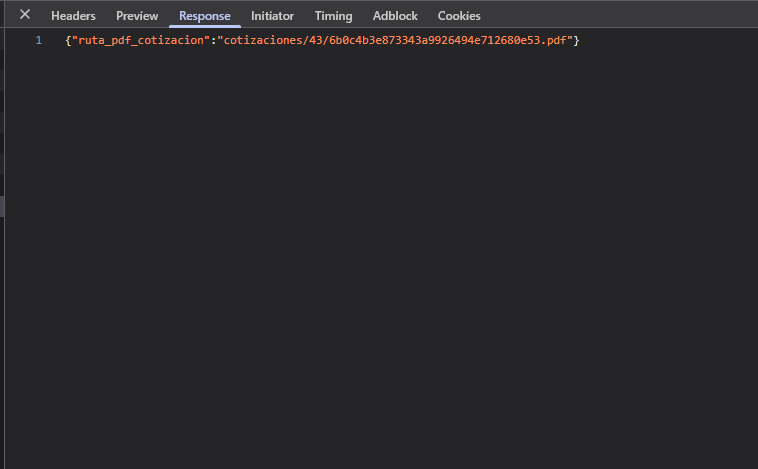 Headers Preview Response Initiator Timing Adblock Cookies
1 {"ruta_pdf_cotizacion":"cotizaciones/43/6b0c4b3e873343a9926494e712680e53.pdf"}